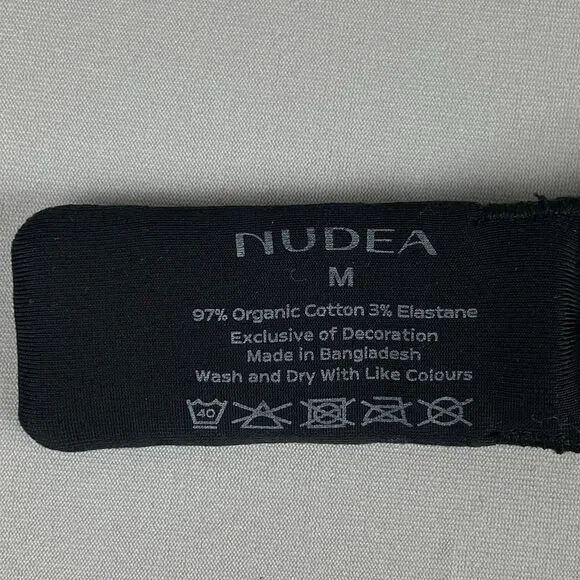 NUDEA
M
97% Organic Cotton 3% Elastane
Exclusive of Decoration
Made in Bangladesh
Wash and Dry With Like Colours
40